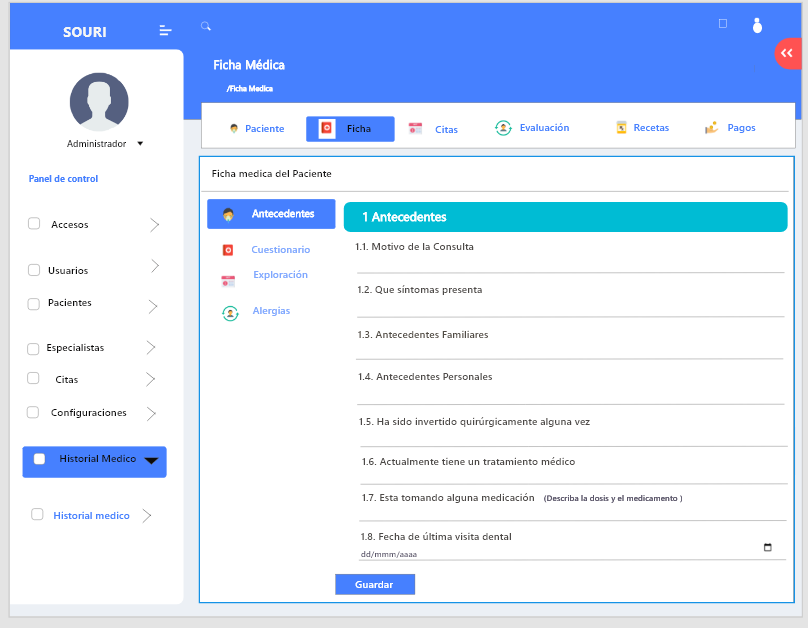 SOURI
Ficha Médica
/Ficha Medica
Administrador
Panel de control
Accesos
Usuarios
Pacientes
Especialistas
Citas
Configuraciones
Historial Medico
Historial medico
Paciente
Ficha
Citas
Evaluación
Recetas
Pagos
Ficha medica del Paciente
Antecedentes
Cuestionario
Exploración
Alergias
1 Antecedentes
1.1. Motivo de la Consulta
1.2. Que síntomas presenta
1.3. Antecedentes Familiares
1.4. Antecedentes Personales
1.5. Ha sido invertido quirúrgicamente alguna vez
1.6. Actualmente tiene un tratamiento médico
1.7. Esta tomando alguna medicación (Describa la dosis y el medicamento )
1.8. Fecha de última visita dental
dd/mmm/aaaa
Guardar